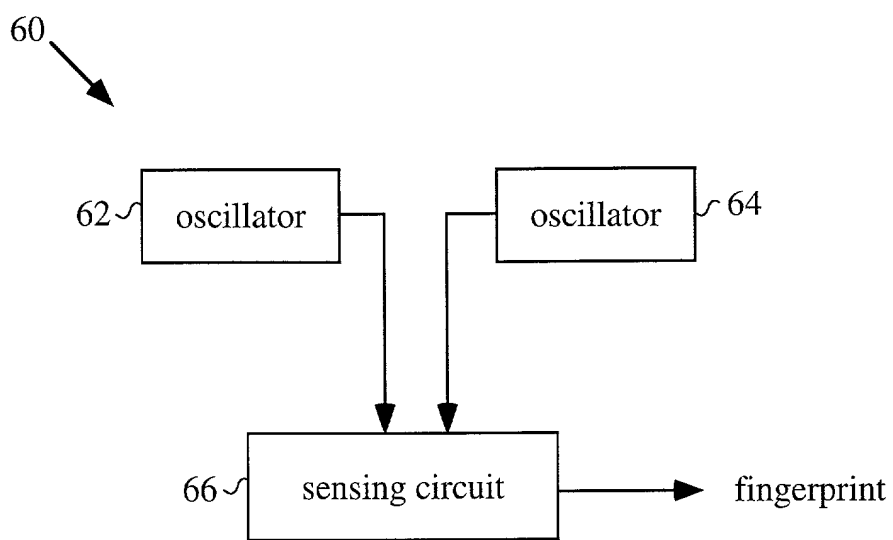 60
62 oscillator
oscillator 64
66 sensing circuit
fingerprint